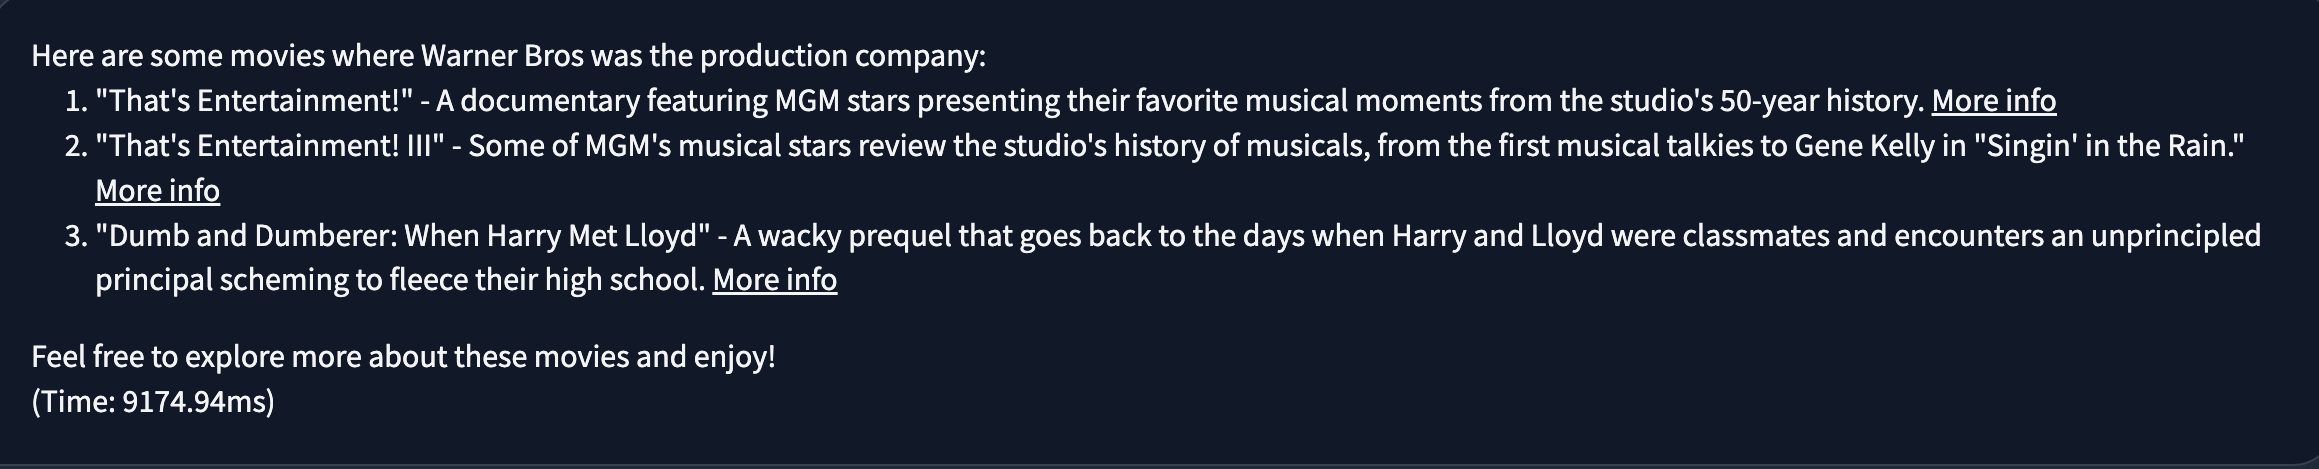 Here are some movies where Warner Bros was the production company:
1. "That's Entertainment!" - A documentary featuring MGM stars presenting their favorite musical moments from the studio's 50-year history. More info
2. "That's Entertainment! III" - Some of MGM's musical stars review the studio's history of musicals, from the first musical talkies to Gene Kelly in "Singin' in the Rain."
More info
3. "Dumb and Dumberer: When Harry Met Lloyd" - A wacky prequel that goes back to the days when Harry and Lloyd were classmates and encounters an unprincipled
principal scheming to fleece their high school. More info
Feel free to explore more about these movies and enjoy!
(Time: 9174.94ms)